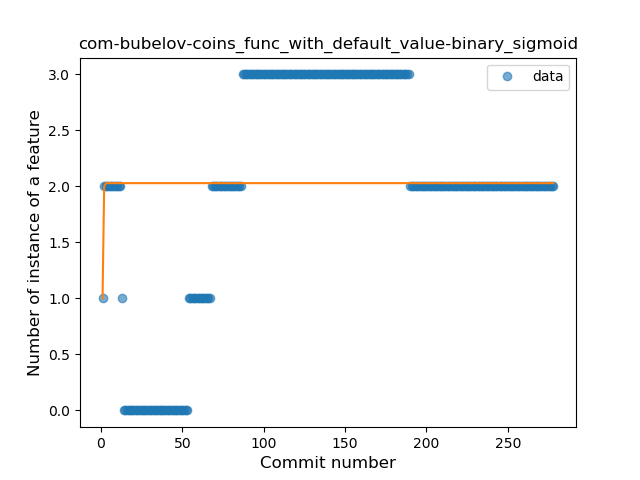 com-bubelov-coins_func_with_default_value-binary_sigmoid
data
Number of instance of a feature
3.0
2.5
2.0
1.5
1.0
0.5
0.0
0 50 100 150 200 250
Commit number